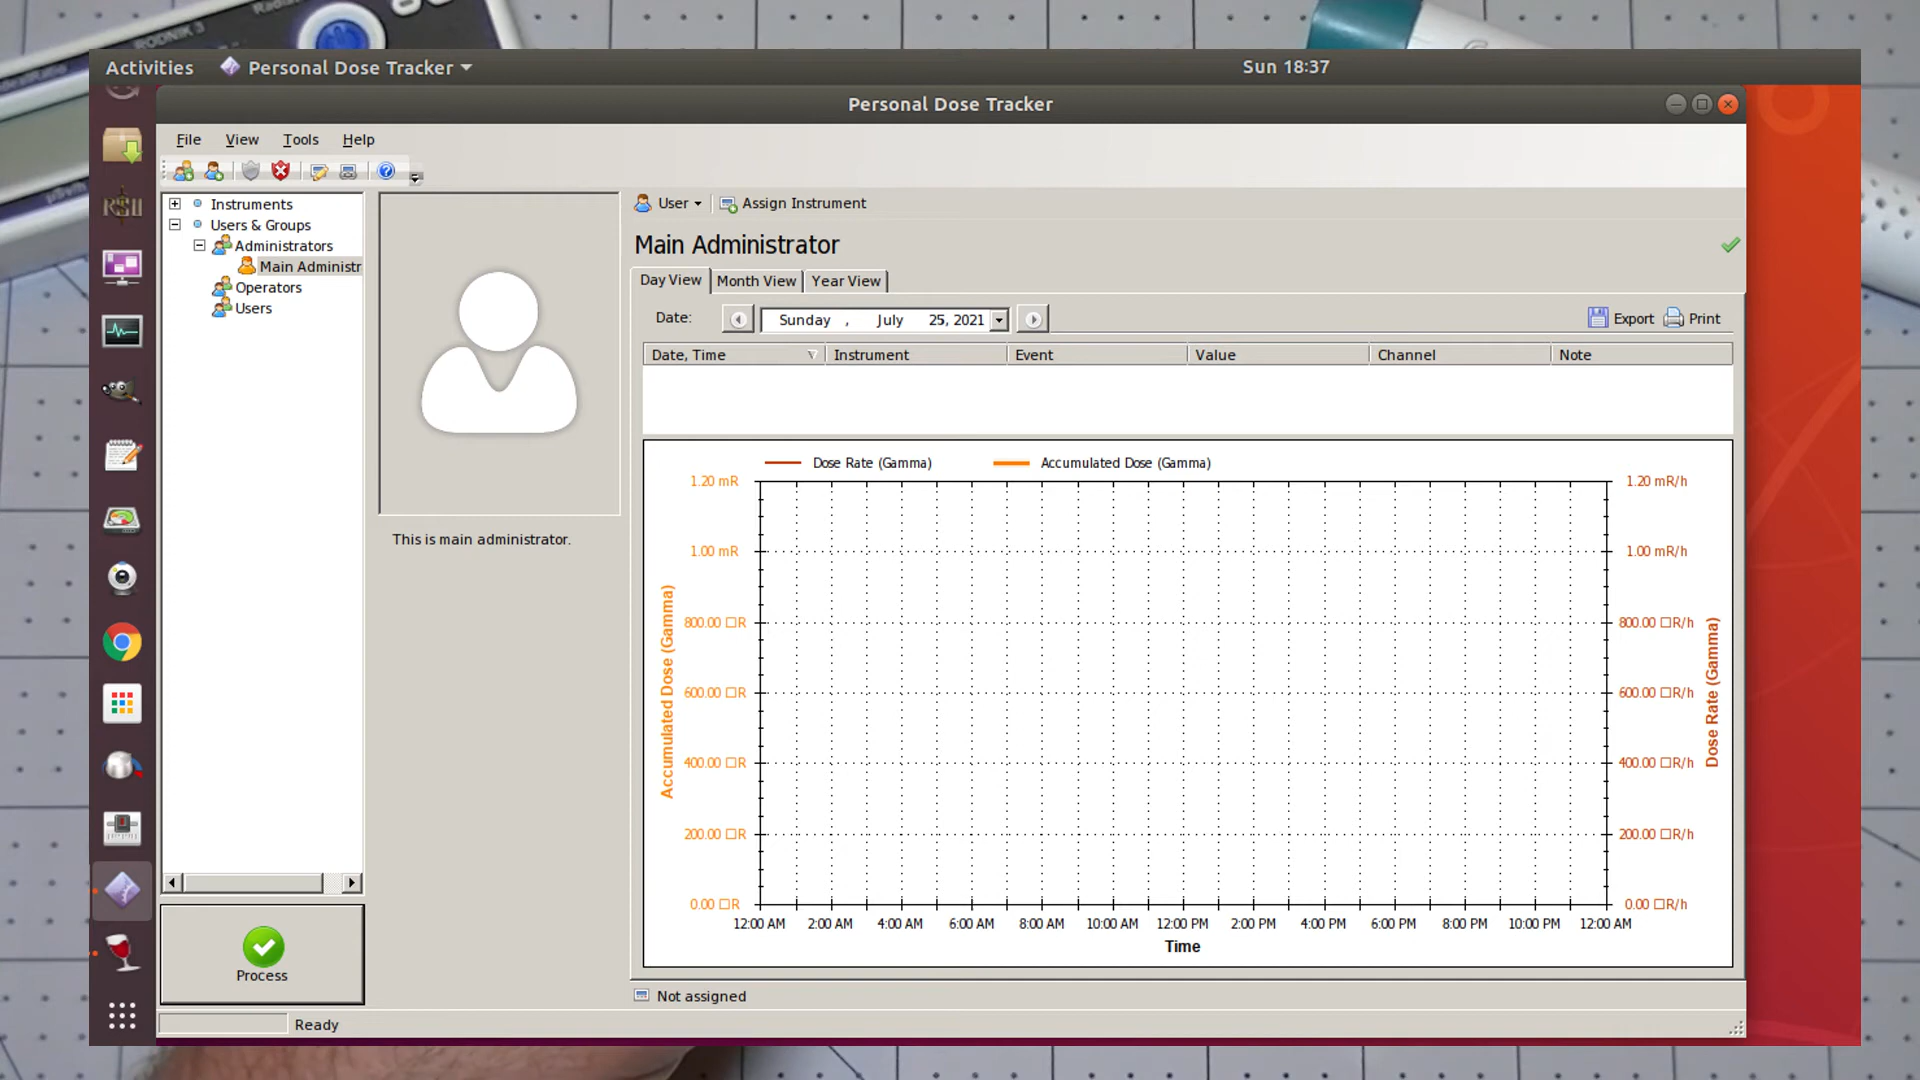 RODNIK 3
Activities
Personal Dose Tracker
Sun 18:37
Personal Dose Tracker
File View Tools Help
Instruments
Users & Groups
Administrators
Main Administr
Operators
Users
Process
Ready
This is main administrator.
User
Assign Instrument
Main Administrator
Day View
Month View
Year View
Date:
Sunday , July 25, 2021
Export
Print
Date, Time
Instrument
Event
Value
Channel
Note
Dose Rate (Gamma)
Accumulated Dose (Gamma)
1.20 mR
1.00 mR
800.00 □R
600.00 □R
400.00 □R
200.00 □R
0.00 □R
Accumulated Dose (Gamma)
1.20 mR/h
1.00 mR/h
800.00 □R/h
600.00 □R/h
400.00 □R/h
200.00 □R/h
0.00 □R/h
Dose Rate (Gamma)
12:00 AM 2:00 AM 4:00 AM 6:00 AM 8:00 AM 10:00 AM 12:00 PM 2:00 PM 4:00 PM 6:00 PM 8:00 PM 10:00 PM 12:00 AM
Time
Not assigned